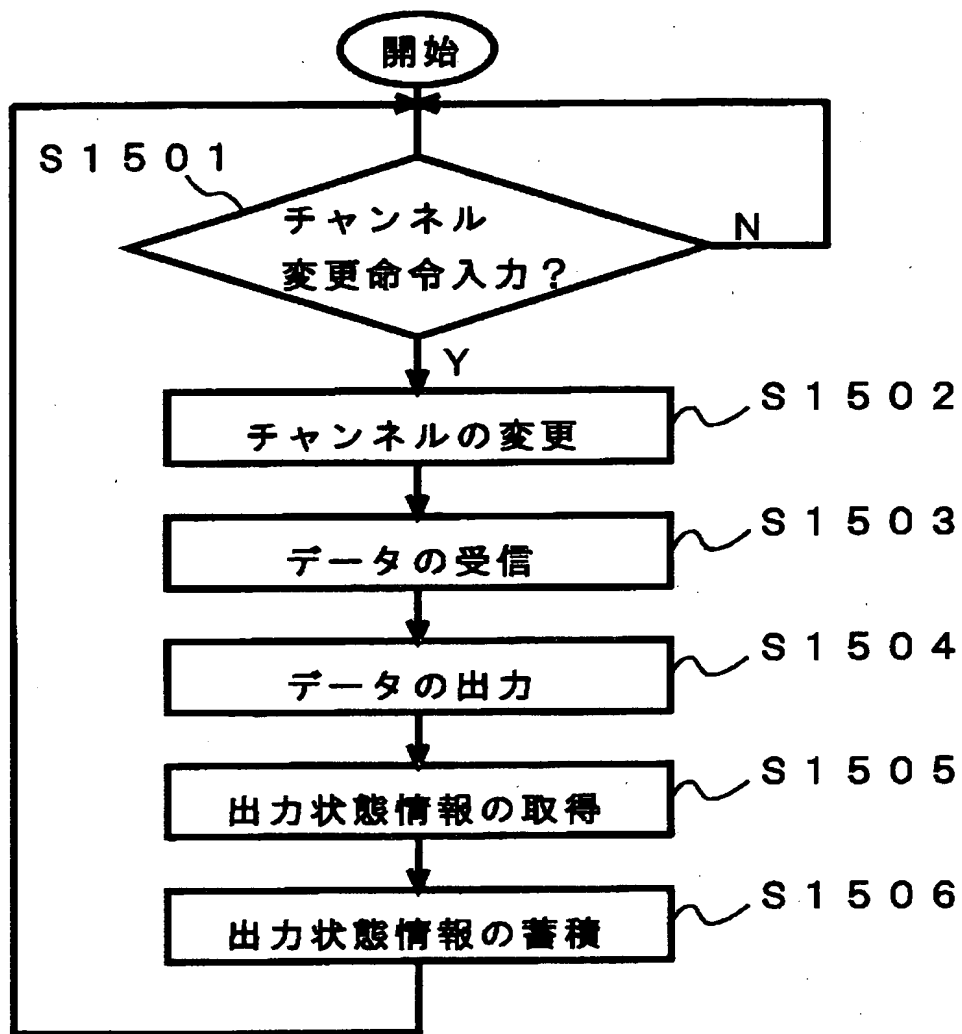 開始
S1501
チャンネル
変更命令入力？
N
Y
チャンネルの変更
S1502
データの受信
S1503
データの出力
S1504
出力状態情報の取得
S1505
出力状態情報の蓄積
S1506